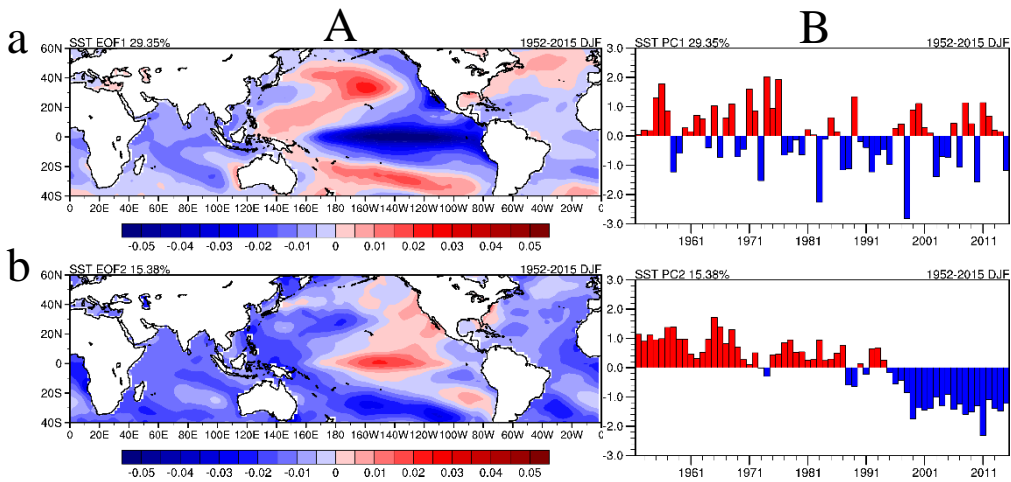 A B
a SST EOF1 29.35% 1952-2015 DJF SST PC1 29.35% 1952-2015 DJF
60N 3.0
40N 2.0
20N 1.0
0 0.0
20S -1.0
40S -2.0
-3.0
0 20E 40E 60E 80E 100E 120E 140E 160E 180 160W 140W 120W 100W 80W 60W 40W 20W 0
1961 1971 1981 1991 2001 2011
-0.05 -0.04 -0.03 -0.02 -0.01 0 0.01 0.02 0.03 0.04 0.05
b SST EOF2 15.38% 1952-2015 DJF SST PC2 15.38% 1952-2015 DJF
60N 3.0
40N 2.0
20N 1.0
0 0.0
20S -1.0
40S -2.0
-3.0
0 20E 40E 60E 80E 100E 120E 140E 160E 180 160W 140W 120W 100W 80W 60W 40W 20W 0
1961 1971 1981 1991 2001 2011
-0.05 -0.04 -0.03 -0.02 -0.01 0 0.01 0.02 0.03 0.04 0.05